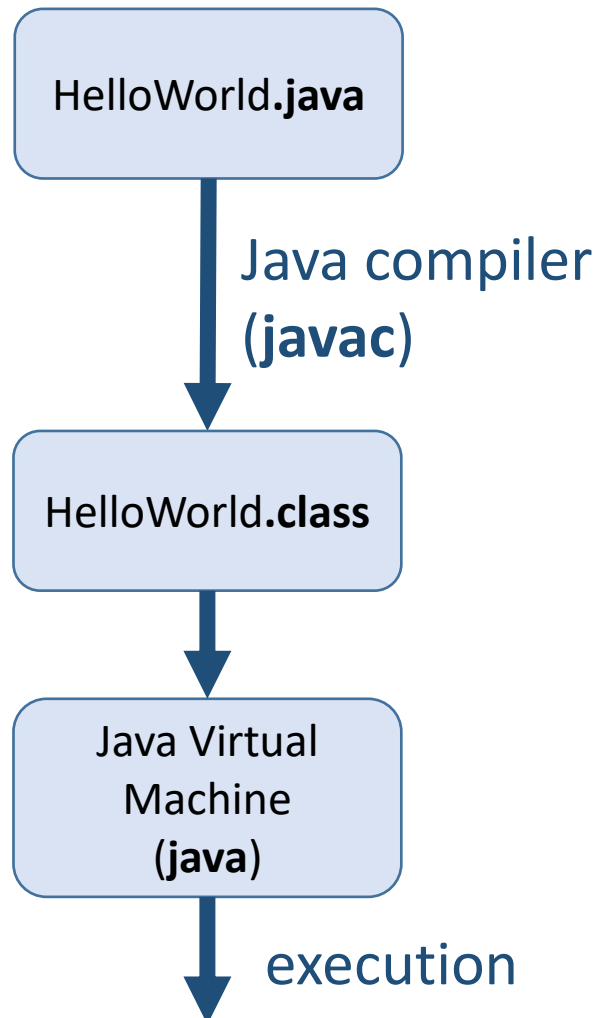 HelloWorld.java
Java compiler
(javac)
HelloWorld.class
Java Virtual
Machine
(java)
execution